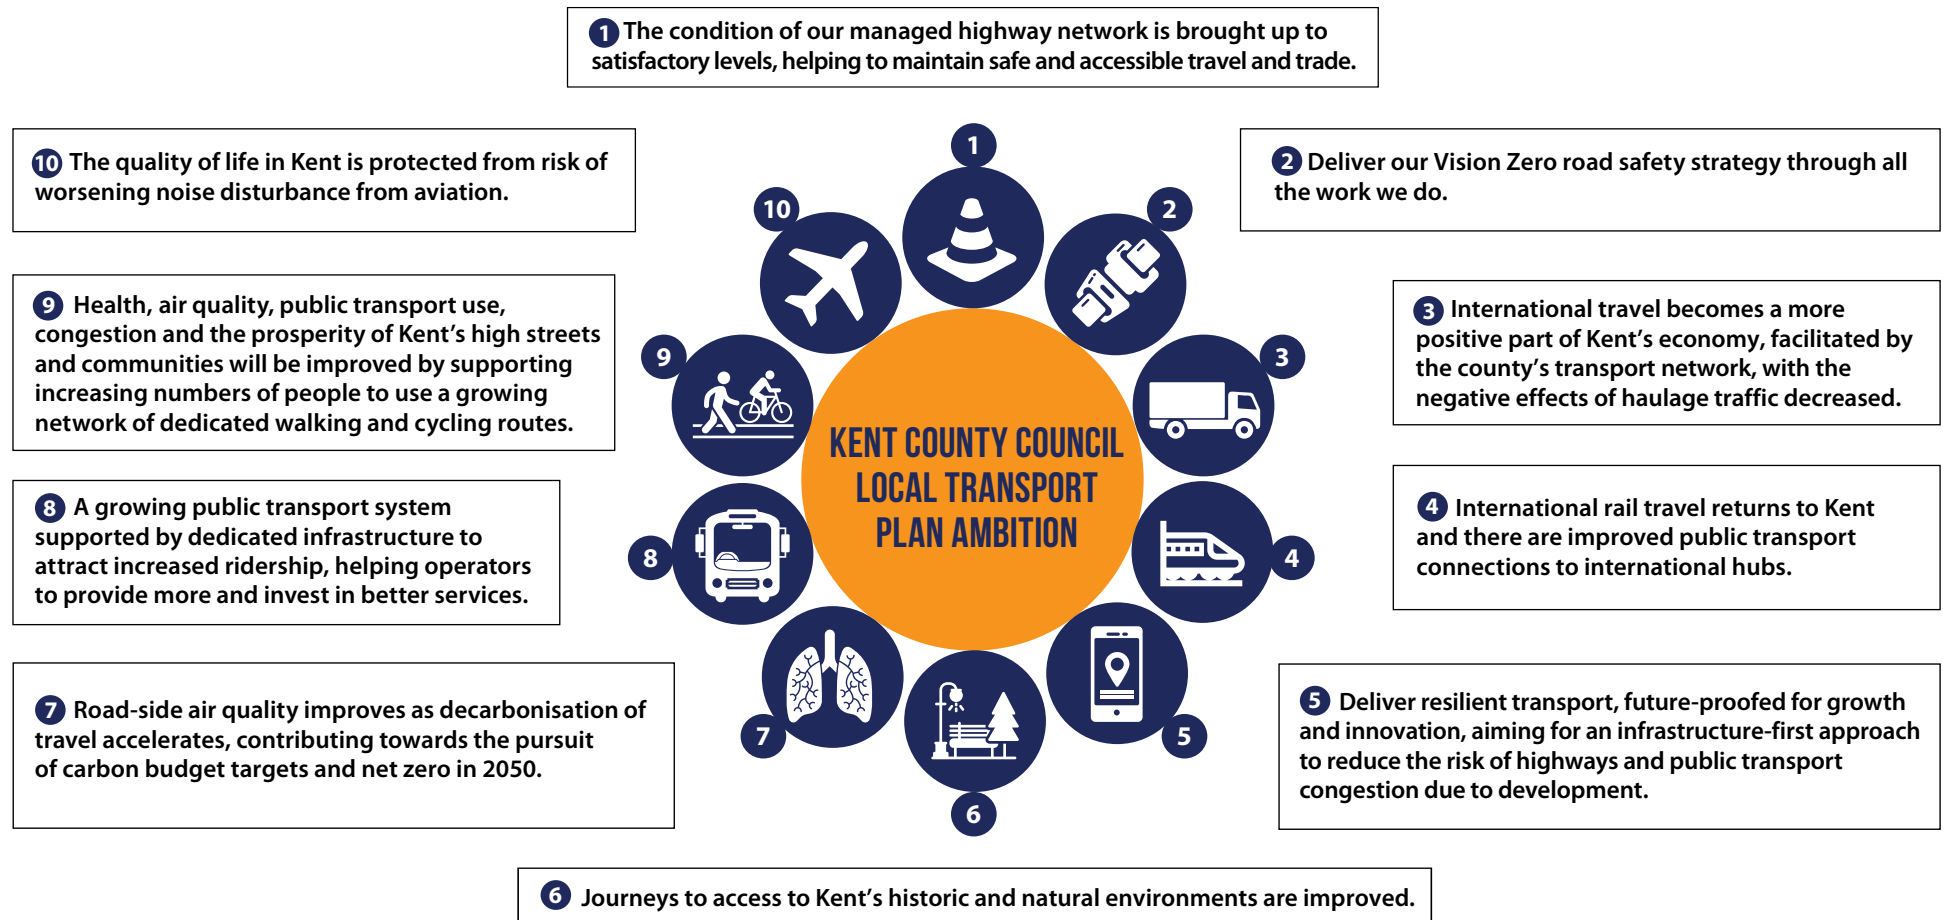 1 The condition of our managed highway network is brought up to
satisfactory levels, helping to maintain safe and accessible travel and trade.
10 The quality of life in Kent is protected from risk of
worsening noise disturbance from aviation.
2 Deliver our Vision Zero road safety strategy through all
the work we do.
9 Health, air quality, public transport use,
congestion and the prosperity of Kent's high streets
and communities will be improved by supporting
increasing numbers of people to use a growing
network of dedicated walking and cycling routes.
3 International travel becomes a more
positive part of Kent's economy, facilitated by
the county's transport network, with the
negative effects of haulage traffic decreased.
8 A growing public transport system
supported by dedicated infrastructure to
attract increased ridership, helping operators
to provide more and invest in better services.
4 International rail travel returns to Kent
and there are improved public transport
connections to international hubs.
7 Road-side air quality improves as decarbonisation of
travel accelerates, contributing towards the pursuit
of carbon budget targets and net zero in 2050.
5 Deliver resilient transport, future-proofed for growth
and innovation, aiming for an infrastructure-first approach
to reduce the risk of highways and public transport
congestion due to development.
6 Journeys to access to Kent's historic and natural environments are improved.
KENT COUNTY COUNCIL
LOCAL TRANSPORT
PLAN AMBITION
1
2
3
4
5
6
7
8
9
10